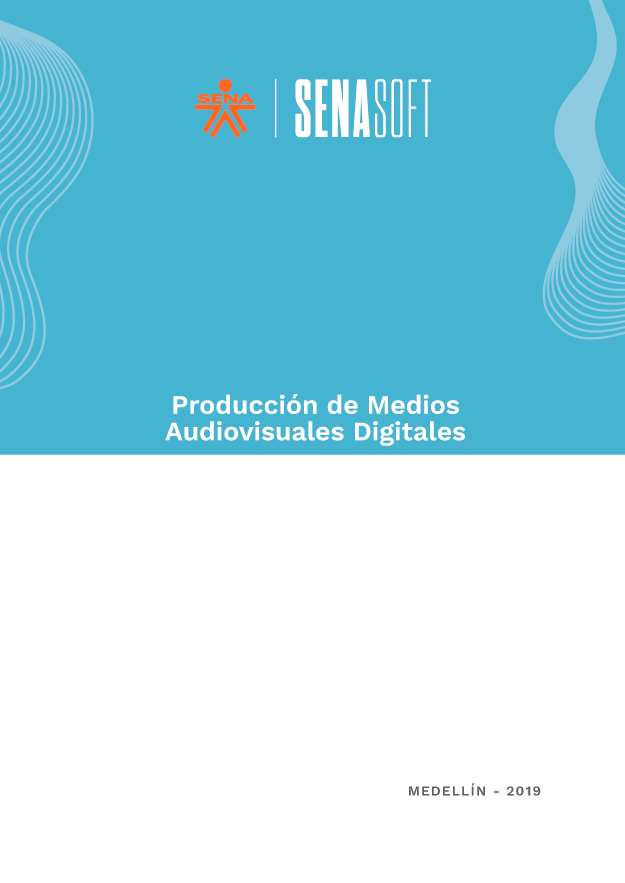 SENA
SENASOFT
Producción de Medios
Audiovisuales Digitales
MEDELLÍN - 2019